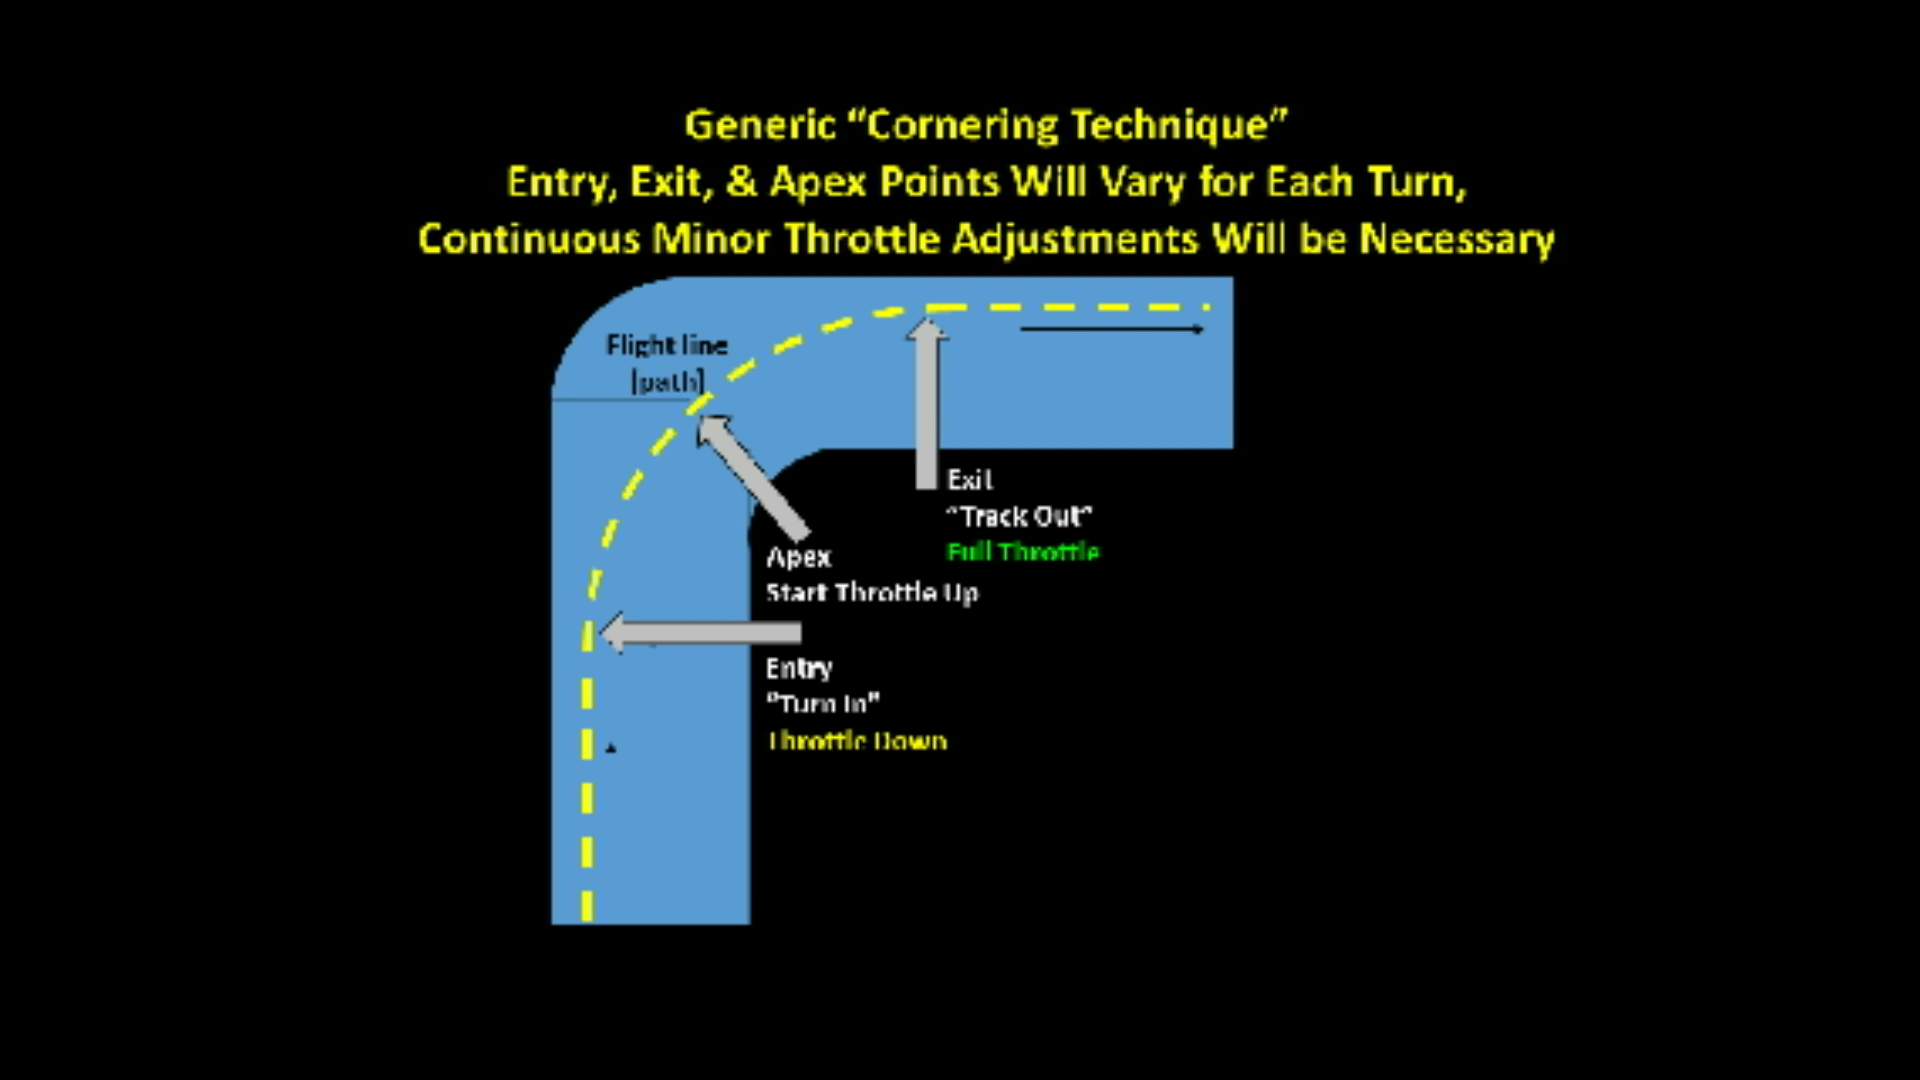 Generic “Cornering Technique”
Entry, Exit, & Apex Points Will Vary for Each Turn,
Continuous Minor Throttle Adjustments Will be Necessary
Flight line
[path]
Exit
“Track Out”
Full Throttle
Apex
Start Throttle Up
Entry
“Turn In”
Throttle Down